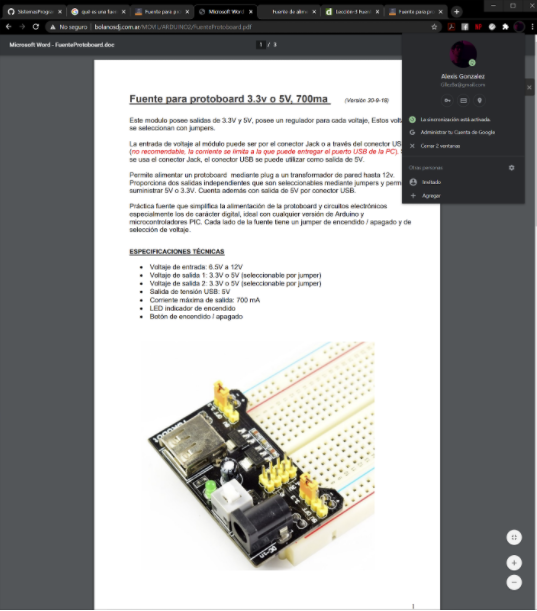 SistemasProgra
qué es una fuen
Fuente para p
Microsoft Word
Fuente de alim
Lección# Fuen
Fuente para pr
No seguro | bolanosdj.com.ar/MOVIL/ARDUINO2/FuenteProtoboard.pdf
Microsoft Word - FuenteProtoboard.doc
1 / 3
Alexis Gonzalez
La sincronización está activada
Administrar tu Cuenta de Google
Cerrar 2 ventanas
Otras personas
Invitado
Agregar
Fuente para protoboard 3.3v o 5V, 700ma (Versión 30-9-18)
Este modulo posee salidas de 3.3V y 5V, posee un regulador para cada voltaje, Estos volta
se seleccionan con jumpers.
La entrada de voltaje al módulo puede ser por el conector Jack o a través del conector US
(no recomendable, la corriente se limita a la que puede entregar el puerto USB de la PC).
se usa el conector Jack, el conector USB se puede utilizar como salida de 5V.
Permite alimentar un protoboard mediante plug a un transformador de pared hasta 12v.
Proporciona dos salidas independientes que son seleccionables mediante jumpers y perm
suministrar 5V o 3.3V. Cuenta además con salida de 5V por conector USB.
Práctica fuente que simplifica la alimentación de la protoboard y circuitos electrónicos
especialmente los de carácter digital, ideal con cualquier versión de Arduino y
microcontroladores PIC. Cada lado de la fuente tiene un jumper de encendido / apagado y de
selección de voltaje.
ESPECIFICACIONES TÉCNICAS
• Voltaje de entrada: 6.5V a 12V
• Voltaje de salida 1: 3.3V o 5V (seleccionable por jumper)
• Voltaje de salida 2: 3.3V o 5V (seleccionable por jumper)
• Salida de tensión USB: 5V
• Corriente máxima de salida: 700 mA
• LED indicador de encendido
• Botón de encendido / apagado
DC-in
1